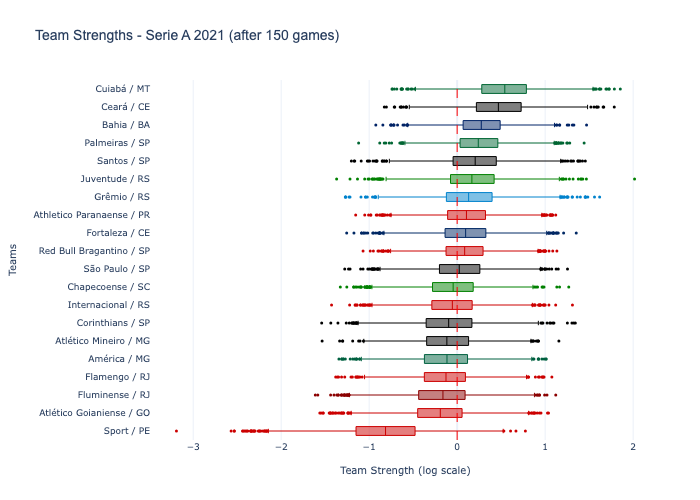 Team Strengths - Serie A 2021 (after 150 games)
Teams
Cuiabá / MT
Ceará / CE
Bahia / BA
Palmeiras / SP
Santos / SP
Juventude / RS
Grêmio / RS
Athletico Paranaense / PR
Fortaleza / CE
Red Bull Bragantino / SP
São Paulo / SP
Chapecoense / SC
Internacional / RS
Corinthians / SP
Atlético Mineiro / MG
América / MG
Flamengo / RJ
Fluminense / RJ
Atlético Goianiense / GO
Sport / PE
−3 −2 −1 0 1 2
Team Strength (log scale)